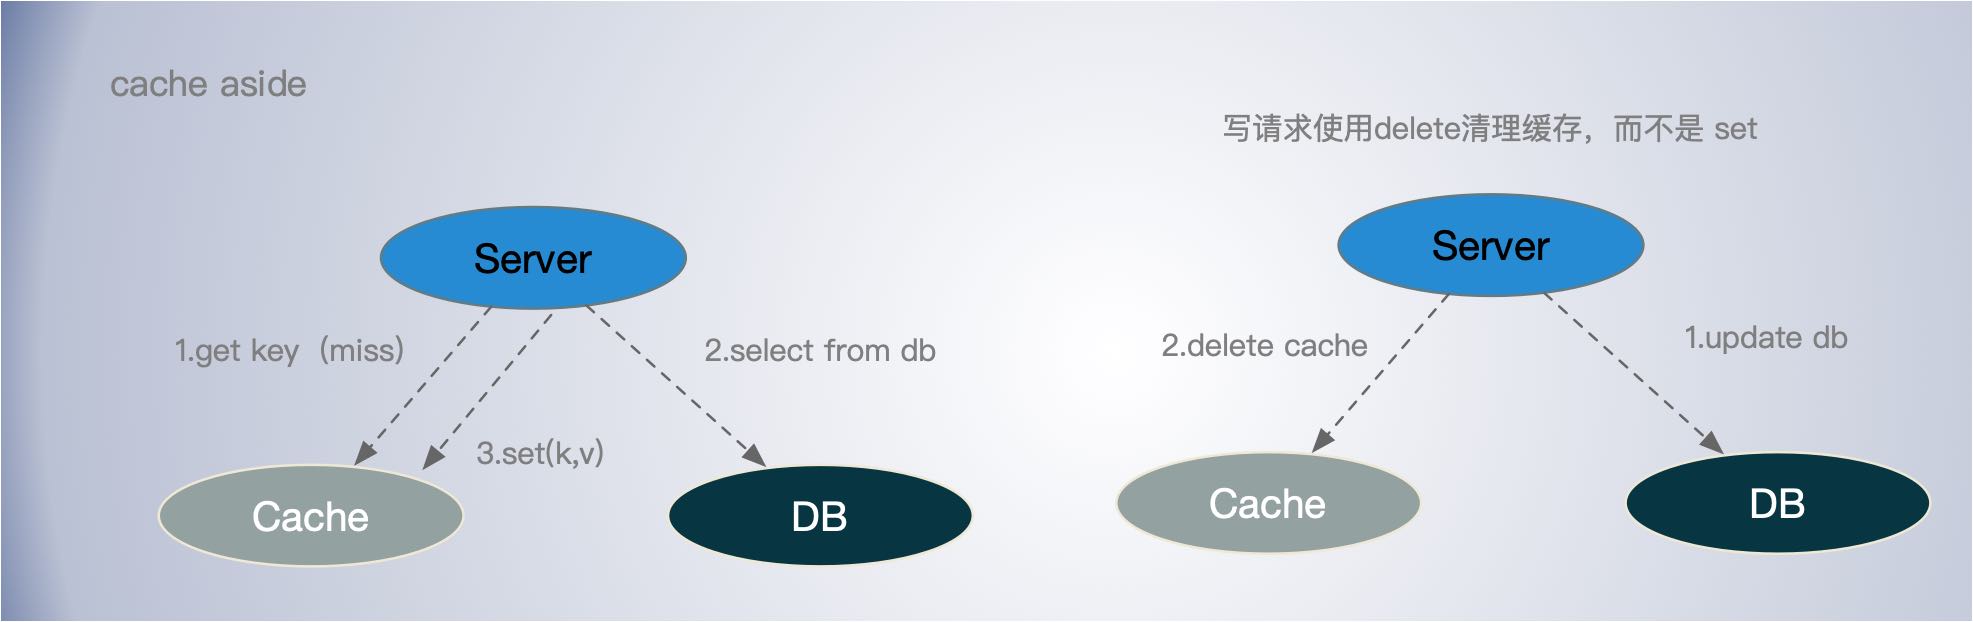 cache aside
写请求使用delete清理缓存，而不是 set
Server
1.get key（miss）
2.select from db
3.set(k,v)
Cache
DB
Server
2.delete cache
1.update db
Cache
DB